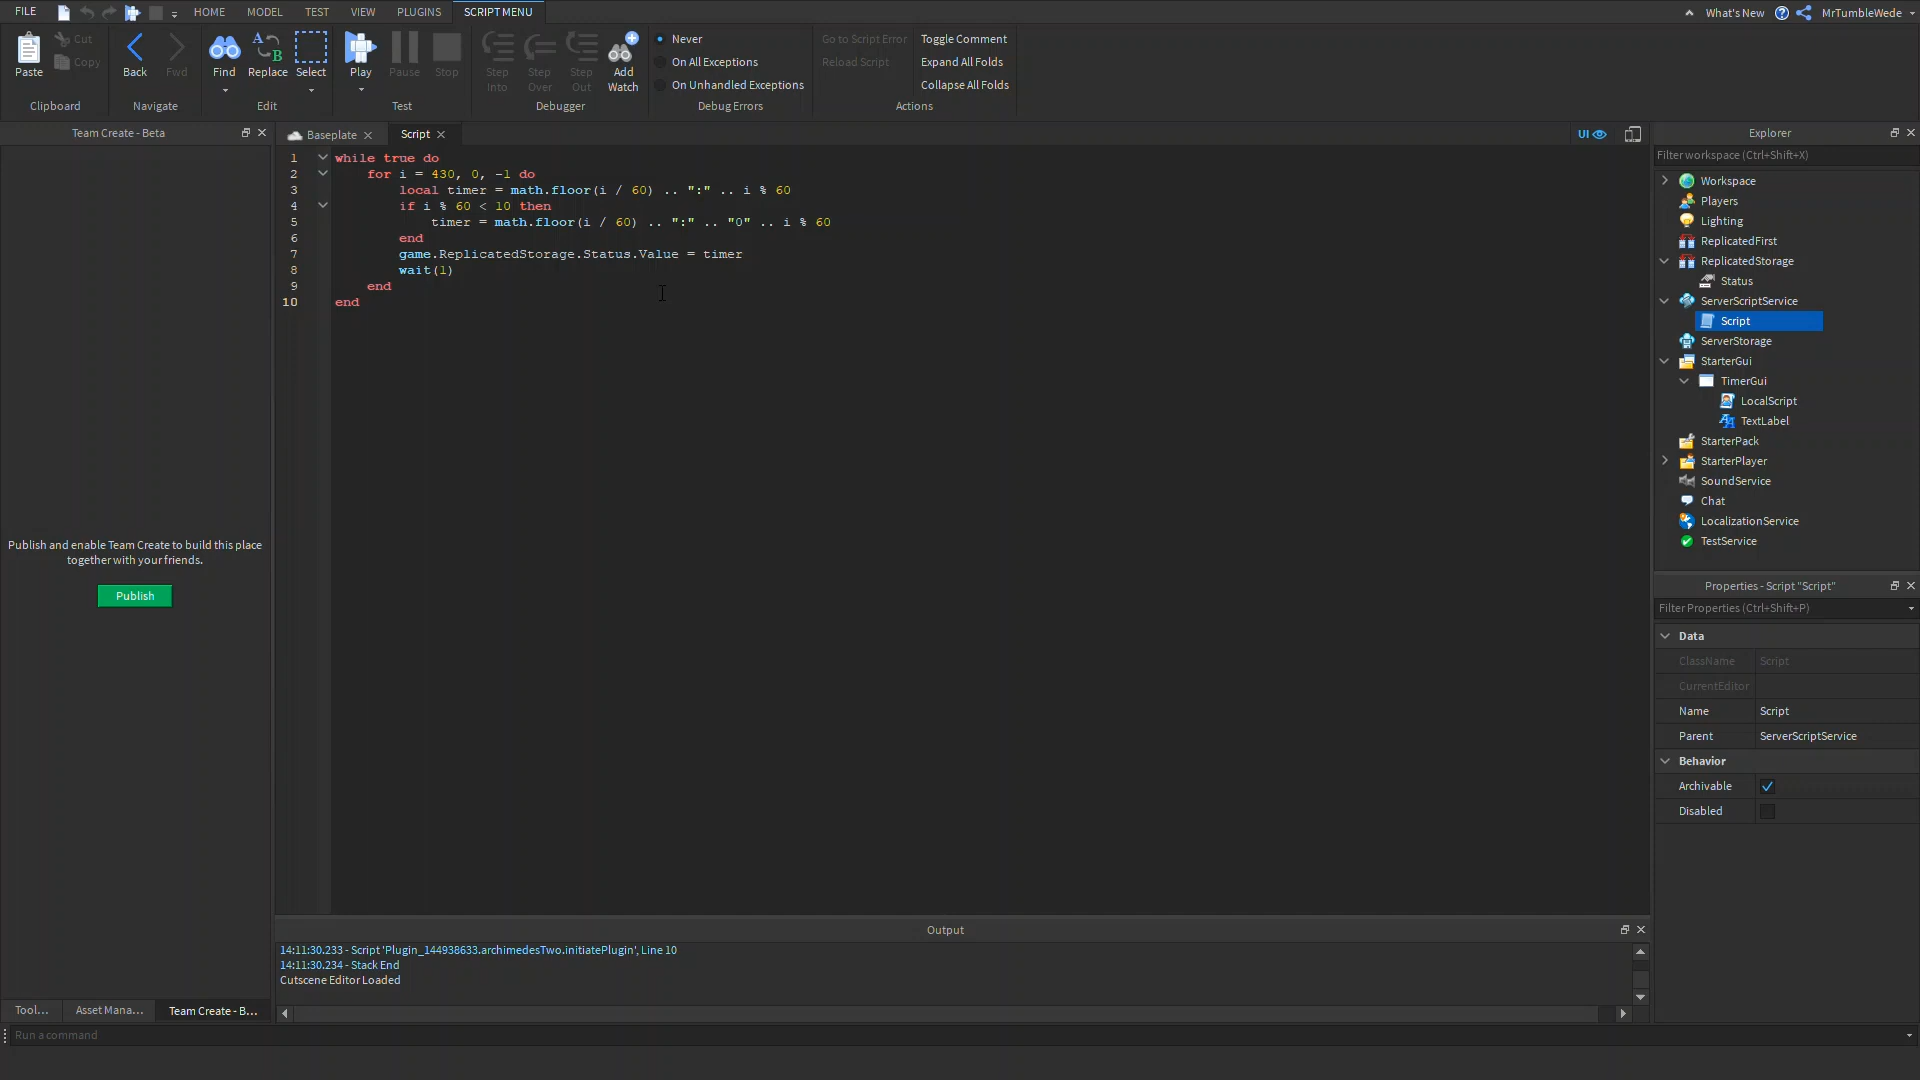 FILE HOME MODEL TEST VIEW PLUGINS SCRIPT MENU What's New MrTumbleWede
Paste Cut Copy
Clipboard
Back Fwd
Navigate
Find Replace Select
Edit
Play Pause Stop
Test
Step Into Step Over Step Out Add Watch
Debugger
Never
On All Exceptions
On Unhandled Exceptions
Debug Errors
Go to Script Error
Reload Script
Toggle Comment
Expand All Folds
Collapse All Folds
Actions
Team Create - Beta
Publish and enable Team Create to build this place
together with your friends.
Publish
Tool... Asset Mana... Team Create - B...
Baseplate Script UI
1 while true do
2 for i = 430, 0, -1 do
3 local timer = math.floor(i / 60) .. ":" .. i % 60
4 if i % 60 < 10 then
5 timer = math.floor(i / 60) .. ":" .. "0" .. i % 60
6 end
7 game.ReplicatedStorage.Status.Value = timer
8 wait(1)
9 end
10 end
Output
14:11:30.233 - Script 'Plugin_144938633.archimedesTwo.initiatePlugin', Line 10
14:11:30.234 - Stack End
Cutscene Editor Loaded
Run a command
Explorer
Filter workspace (Ctrl+Shift+X)
Workspace
Players
Lighting
ReplicatedFirst
ReplicatedStorage
Status
ServerScriptService
Script
ServerStorage
StarterGui
TimerGui
LocalScript
TextLabel
StarterPack
StarterPlayer
SoundService
Chat
LocalizationService
TestService
Properties - Script "Script"
Filter Properties (Ctrl+Shift+P)
Data
ClassName Script
CurrentEditor
Name Script
Parent ServerScriptService
Behavior
Archivable
Disabled